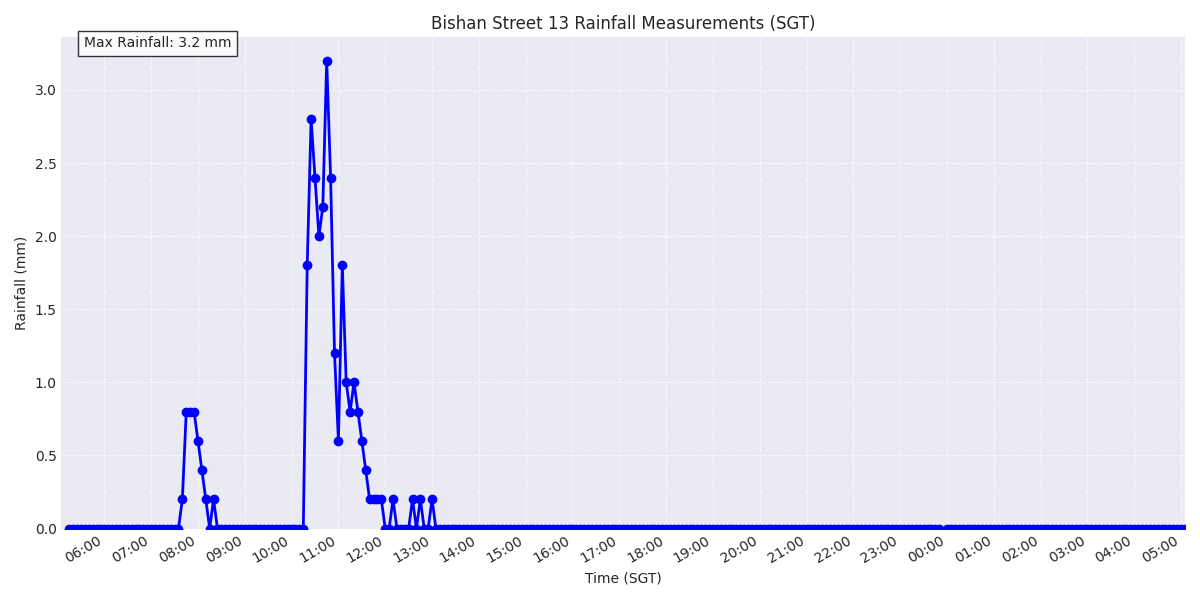 Bishan Street 13 Rainfall Measurements (SGT)
Max Rainfall: 3.2 mm
3.0
2.5
2.0
1.5
1.0
0.5
0.0
Rainfall (mm)
06:00 07:00 08:00 09:00 10:00 11:00 12:00 13:00 14:00 15:00 16:00 17:00 18:00 19:00 20:00 21:00 22:00 23:00 00:00 01:00 02:00 03:00 04:00 05:00
Time (SGT)